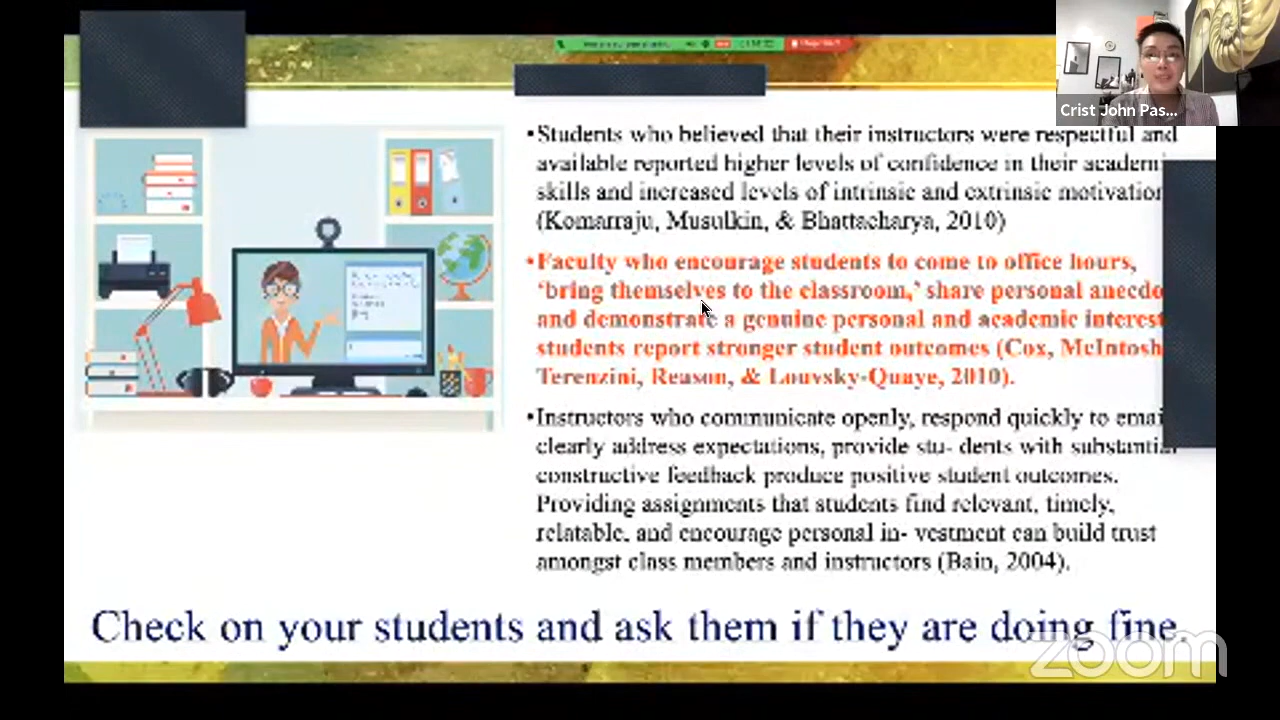 Crist John Pas...
•Students who believed that their instructors were respectful and
available reported higher levels of confidence in their academi
skills and increased levels of intrinsic and extrinsic motivation
(Komarraju, Musulkin, & Bhattacharya, 2010)
•Faculty who encourage students to come to office hours,
‘bring themselves to the classroom,’ share personal anecdo
and demonstrate a genuine personal and academic interest
students report stronger student outcomes (Cox, McIntosh
Terenzini, Reason, & Louvsky-Quaye, 2010).
•Instructors who communicate openly, respond quickly to emai
clearly address expectations, provide stu- dents with substantial
constructive feedback produce positive student outcomes.
Providing assignments that students find relevant, timely,
relatable, and encourage personal in- vestment can build trust
amongst class members and instructors (Bain, 2004).
Check on your students and ask them if they are doing fine.
zoom